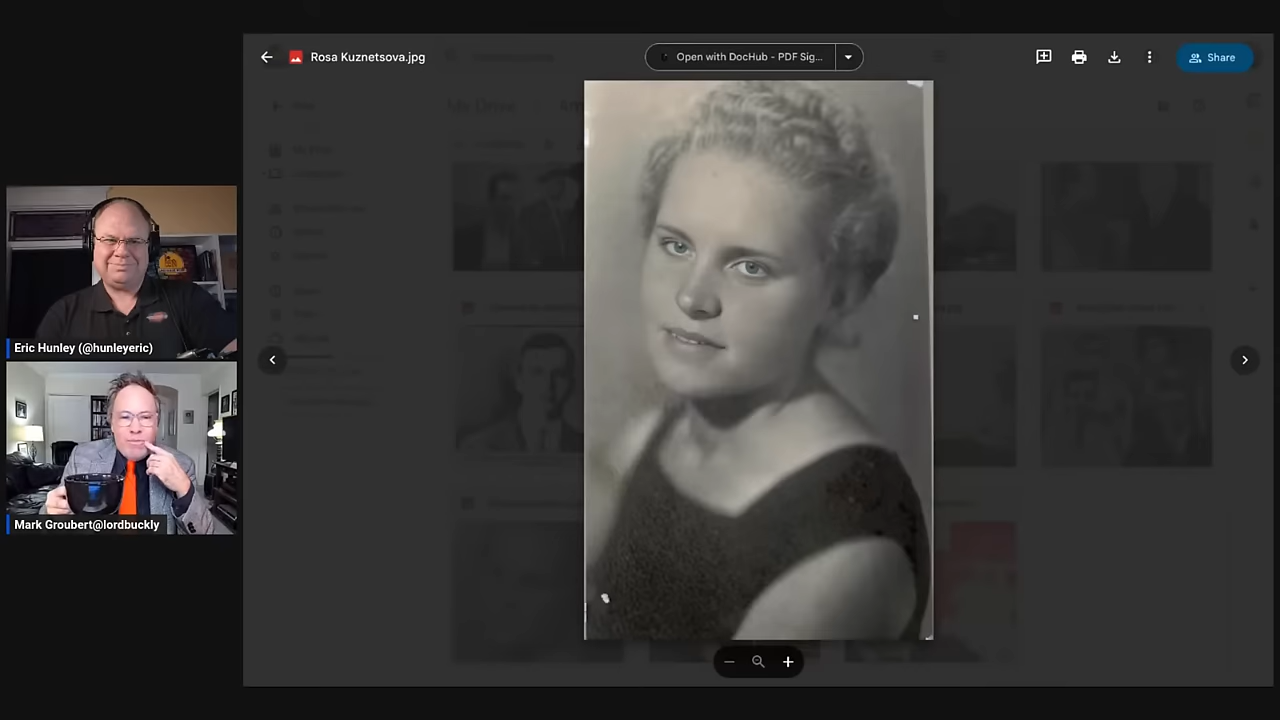 Rosa Kuznetsova.jpg
Open with DocHub - PDF Sig...
Share
Eric Hunley (@hunleyeric)
Mark Groubert@lordbuckly